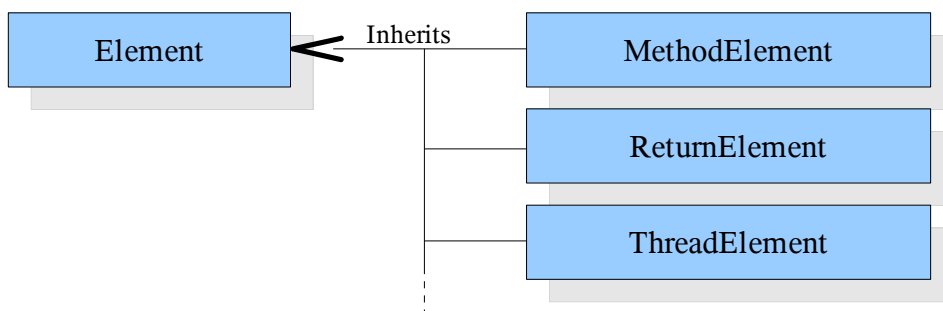 Element
Inherits
MethodElement
ReturnElement
ThreadElement